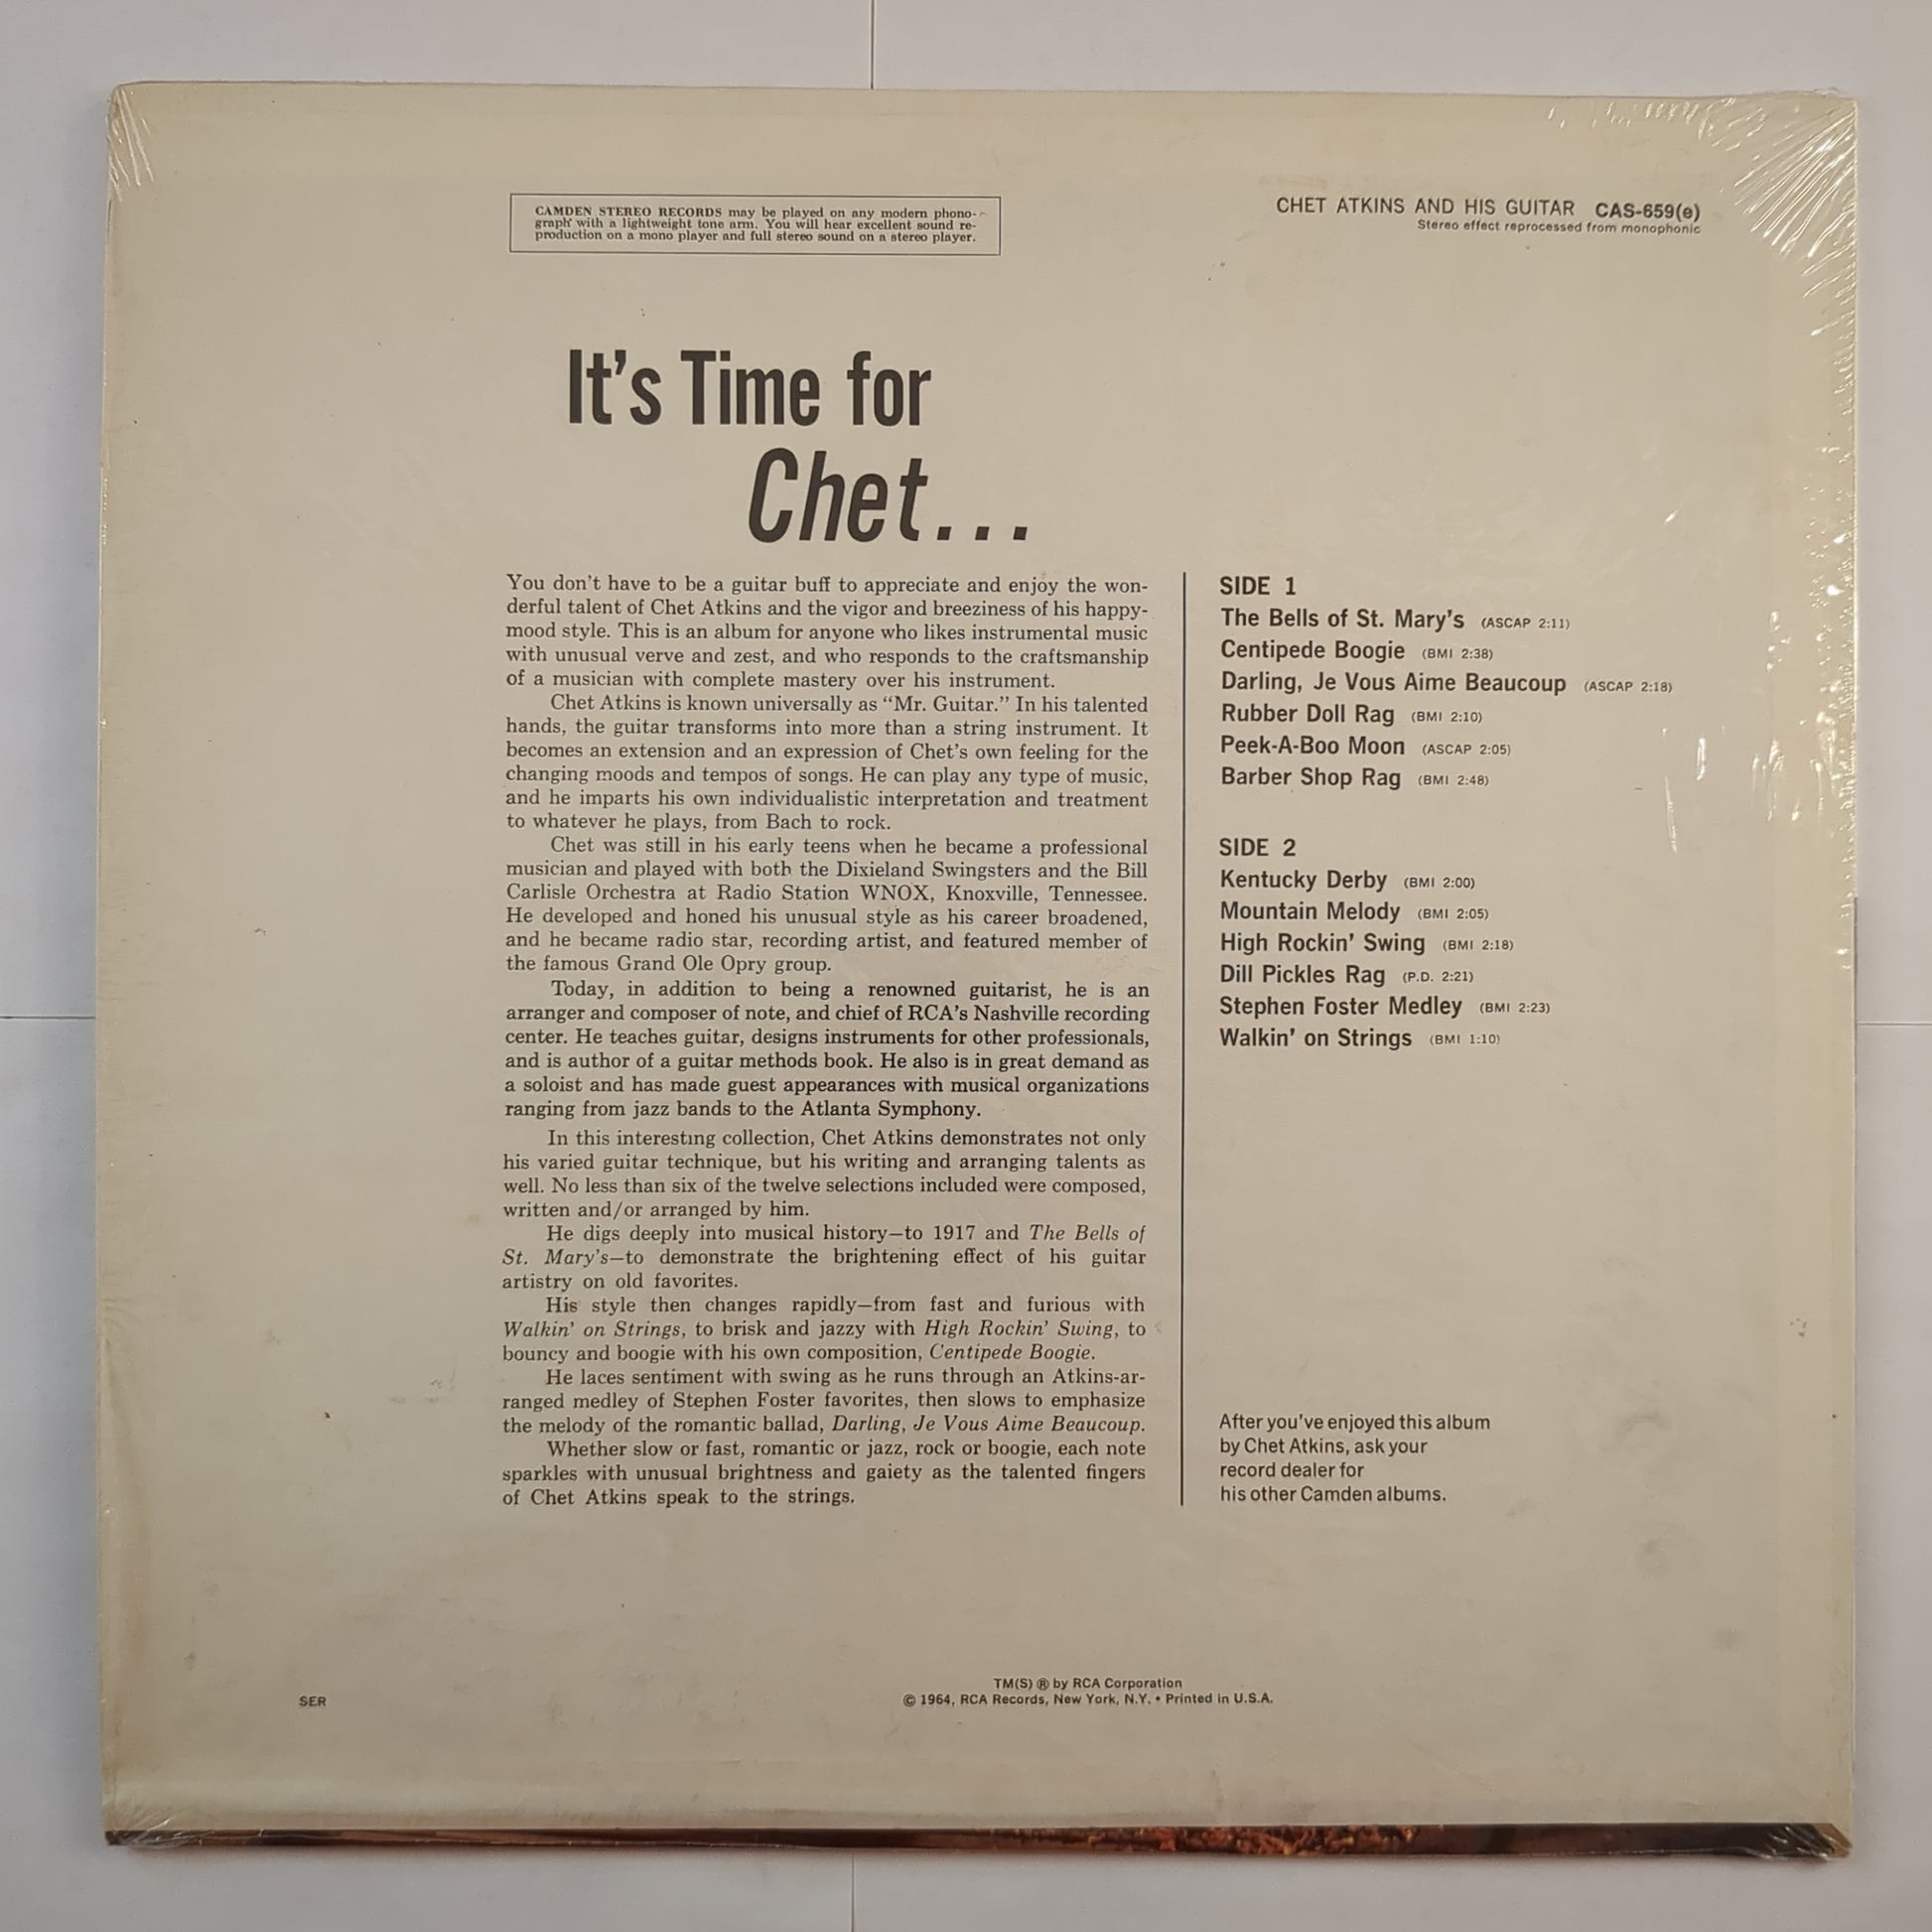 CAMDEN STEREO RECORDS may be played on any modern phono-
graph with a lightweight tone arm. You will hear excellent sound re-
production on a mono player and full stereo sound on a stereo player.
CHET ATKINS AND HIS GUITAR CAS-659(e)
Stereo effect reprocessed from monophonic
It's Time for
Chet...
You don't have to be a guitar buff to appreciate and enjoy the won-
derful talent of Chet Atkins and the vigor and breeziness of his happy-
mood style. This is an album for anyone who likes instrumental music
with unusual verve and zest, and who responds to the craftsmanship
of a musician with complete mastery over his instrument.
Chet Atkins is known universally as “Mr. Guitar.” In his talented
hands, the guitar transforms into more than a string instrument. It
becomes an extension and an expression of Chet's own feeling for the
changing moods and tempos of songs. He can play any type of music,
and he imparts his own individualistic interpretation and treatment
to whatever he plays, from Bach to rock.
Chet was still in his early teens when he became a professional
musician and played with both the Dixieland Swingsters and the Bill
Carlisle Orchestra at Radio Station WNOX, Knoxville, Tennessee.
He developed and honed his unusual style as his career broadened,
and he became radio star, recording artist, and featured member of
the famous Grand Ole Opry group.
Today, in addition to being a renowned guitarist, he is an
arranger and composer of note, and chief of RCA's Nashville recording
center. He teaches guitar, designs instruments for other professionals,
and is author of a guitar methods book. He also is in great demand as
a soloist and has made guest appearances with musical organizations
ranging from jazz bands to the Atlanta Symphony.
In this interesting collection, Chet Atkins demonstrates not only
his varied guitar technique, but his writing and arranging talents as
well. No less than six of the twelve selections included were composed,
written and/or arranged by him.
He digs deeply into musical history—to 1917 and The Bells of
St. Mary's—to demonstrate the brightening effect of his guitar
artistry on old favorites.
His style then changes rapidly—from fast and furious with
Walkin' on Strings, to brisk and jazzy with High Rockin' Swing, to
bouncy and boogie with his own composition, Centipede Boogie.
He laces sentiment with swing as he runs through an Atkins-ar-
ranged medley of Stephen Foster favorites, then slows to emphasize
the melody of the romantic ballad, Darling, Je Vous Aime Beaucoup.
Whether slow or fast, romantic or jazz, rock or boogie, each note
sparkles with unusual brightness and gaiety as the talented fingers
of Chet Atkins speak to the strings.
SIDE 1
The Bells of St. Mary's (ASCAP 2:11)
Centipede Boogie (BMI 2:38)
Darling, Je Vous Aime Beaucoup (ASCAP 2:18)
Rubber Doll Rag (BMI 2:10)
Peek-A-Boo Moon (ASCAP 2:05)
Barber Shop Rag (BMI 2:48)
SIDE 2
Kentucky Derby (BMI 2:00)
Mountain Melody (BMI 2:05)
High Rockin' Swing (BMI 2:18)
Dill Pickles Rag (P.D. 2:21)
Stephen Foster Medley (BMI 2:23)
Walkin' on Strings (BMI 1:10)
After you've enjoyed this album
by Chet Atkins, ask your
record dealer for
his other Camden albums.
SER
TM(S) ® by RCA Corporation
© 1964, RCA Records, New York, N.Y. • Printed in U.S.A.